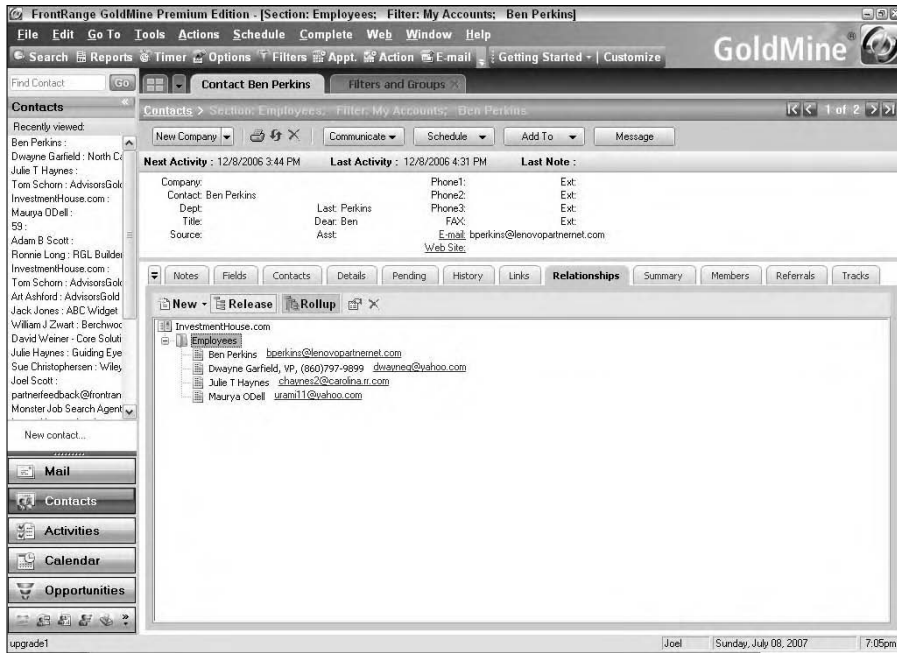 FrontRange GoldMine Premium Edition - [Section: Employees; Filter: My Accounts; Ben Perkins]
File Edit Go To Tools Actions Schedule Complete Web Window Help
Search Reports Timer Options Filters Appt. Action E-mail Getting Started - Customize
GoldMine®
Find Contact Go
Contact Ben Perkins Filters and Groups
Contacts
Contacts > Section: Employees; Filter: My Accounts; Ben Perkins
1 of 2
Recently viewed:
Ben Perkins :
Dwayne Garfield : North Ca
Julie T Haynes :
Tom Schorn : AdvisorsGold
InvestmentHouse.com :
Maurya ODell :
59 :
Adam B Scott :
Ronnie Long : RGL Builder
InvestmentHouse.com :
Tom Schorn : AdvisorsGold
Art Ashford : AdvisorsGold
Jack Jones : ABC Widget
William J Zwart : Berchwoc
David Weiner - Core Soluti
Julie Haynes : Guiding Eye
Sue Christophersen : Wiley
Joel Scott :
partnerfeedback@frontran
Monster Job Search Agent
New contact...
Mail
Contacts
Activities
Calendar
Opportunities
New Company Communicate Schedule Add To Message
Next Activity : 12/8/2006 3:44 PM Last Activity : 12/8/2006 4:31 PM Last Note :
Company: Phone1: Ext:
Contact: Ben Perkins Phone2: Ext:
Dept: Last: Perkins Phone3: Ext:
Title: Dear: Ben FAX: Ext:
Source: Asst: E-mail: bperkins@lenovopartnernet.com
Web Site:
Notes Fields Contacts Details Pending History Links Relationships Summary Members Referrals Tracks
New Release Rollup
InvestmentHouse.com
Employees
Ben Perkins bperkins@lenovopartnernet.com
Dwayne Garfield, VP, (860)797-9899 dwayneg@yahoo.com
Julie T Haynes chaynes2@carolina.rr.com
Maurya ODell urami11@yahoo.com
upgrade1 Joel Sunday, July 08, 2007 7:05pm